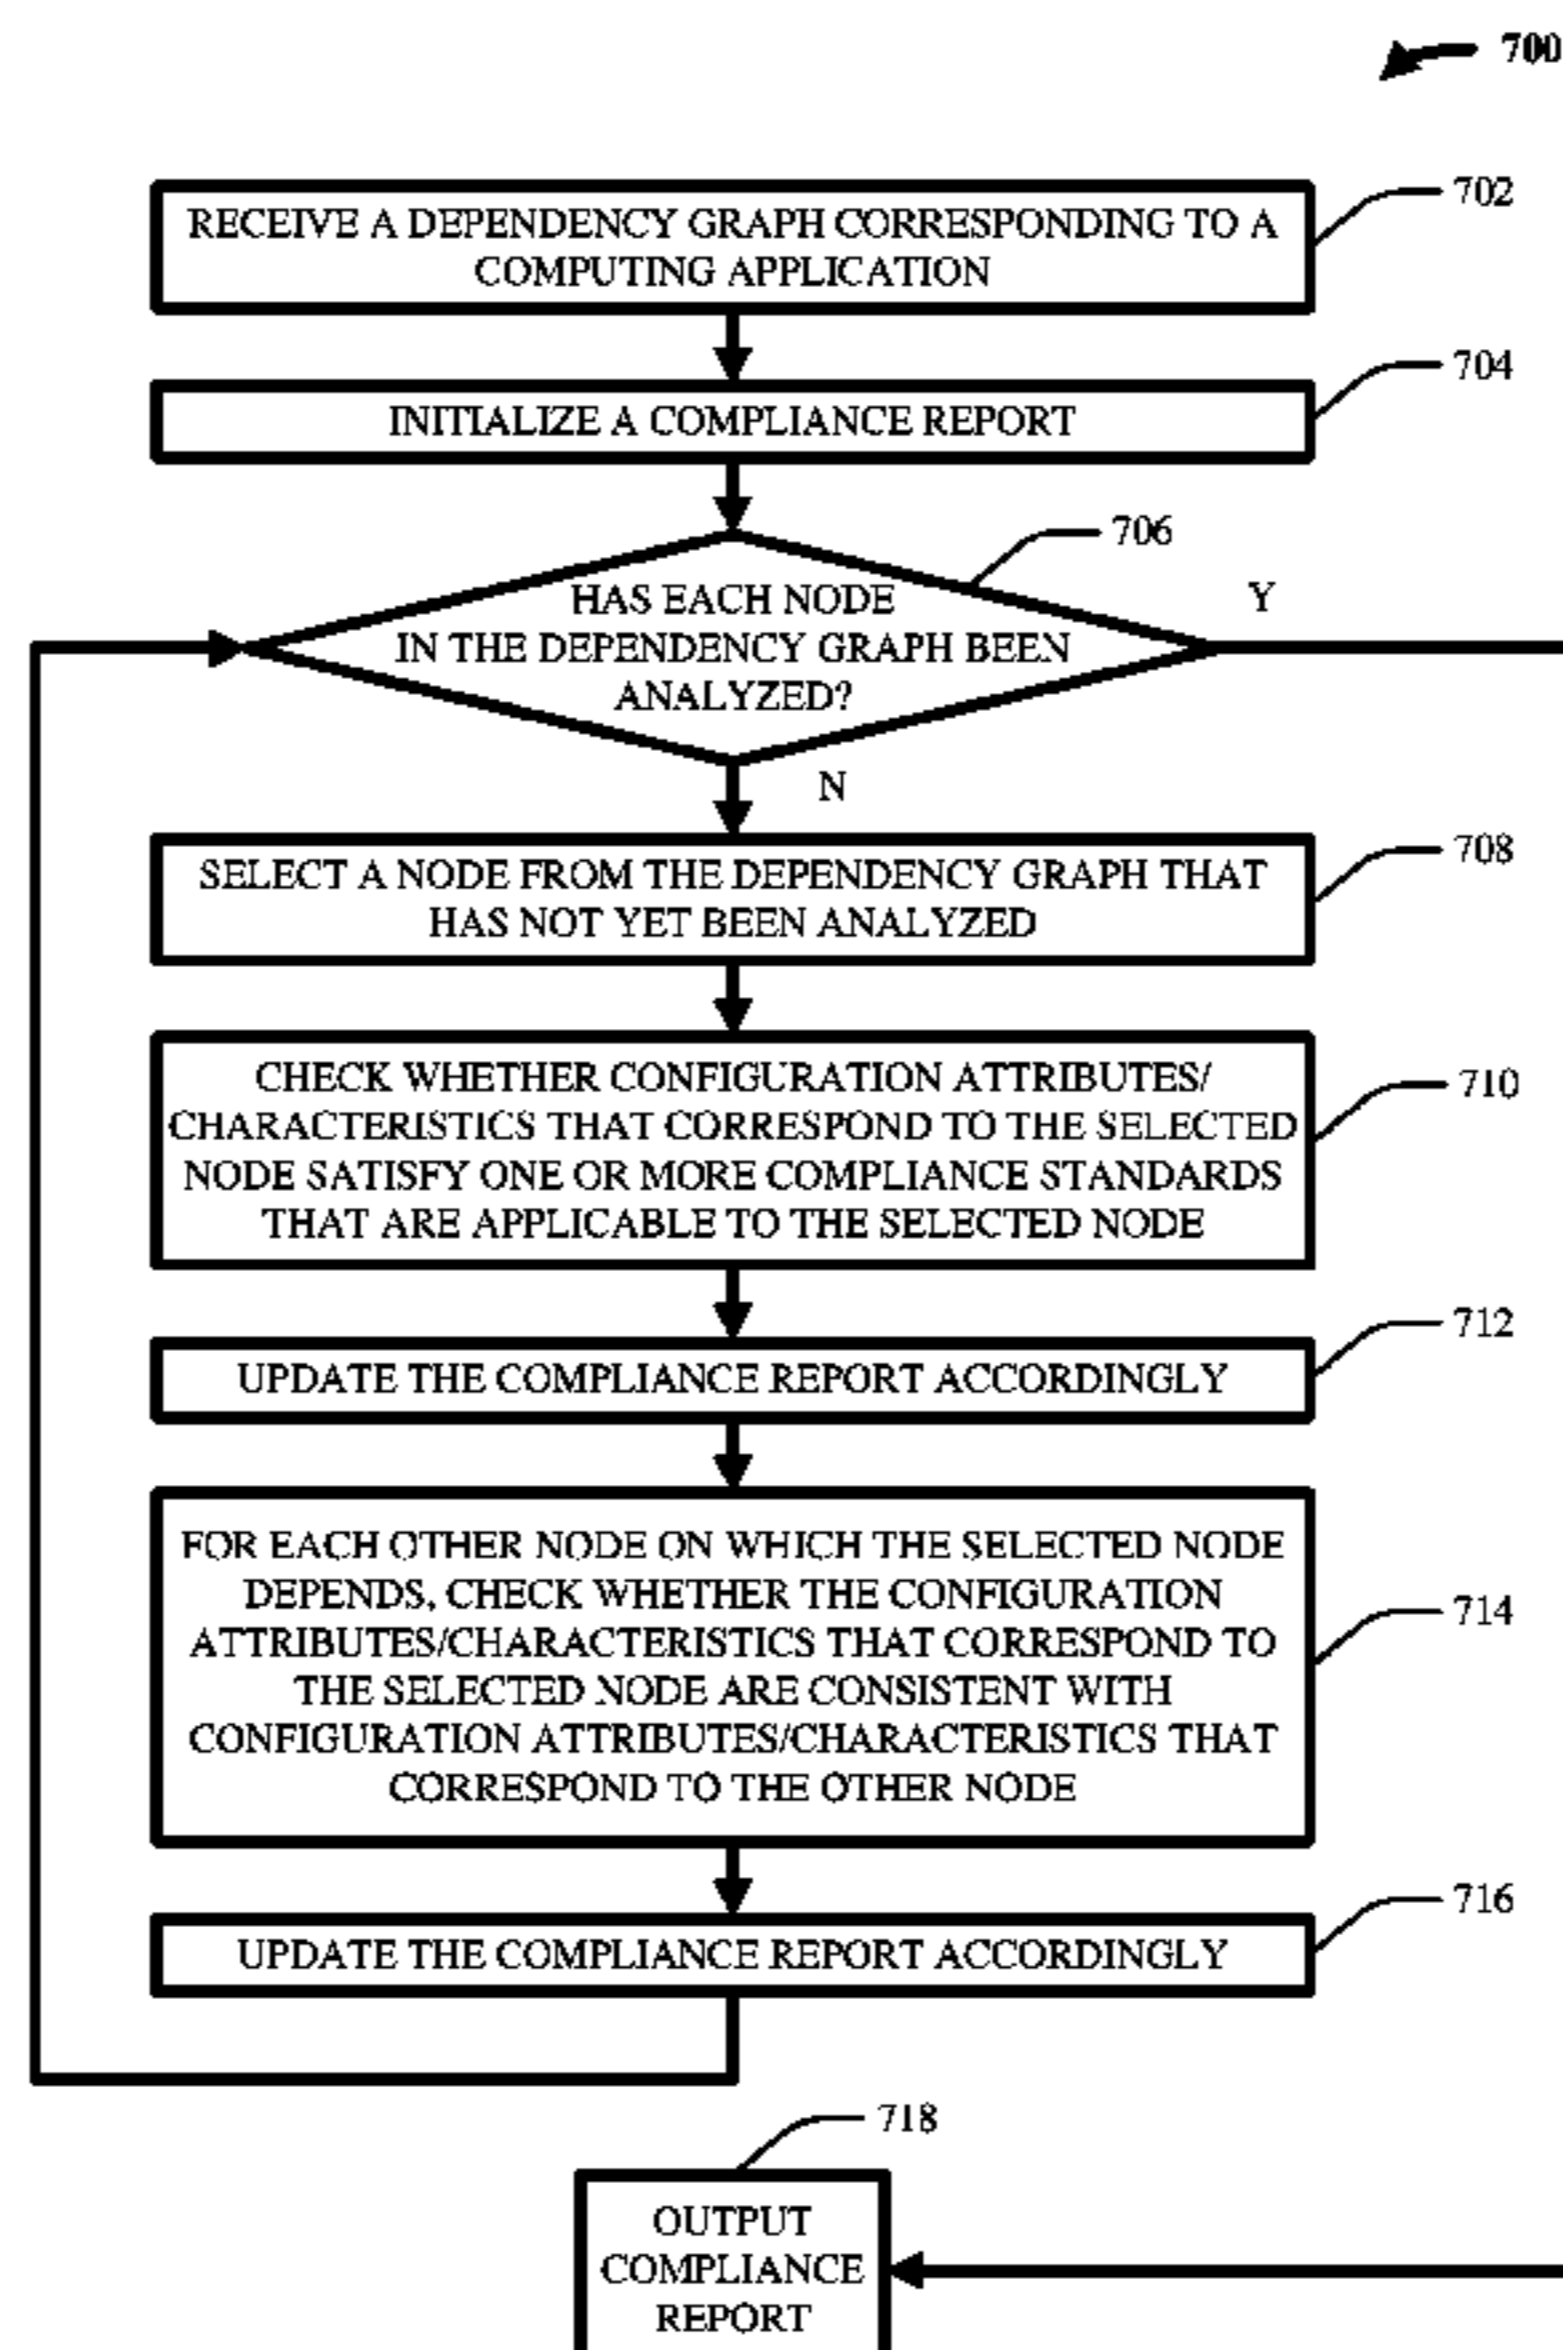 700
RECEIVE A DEPENDENCY GRAPH CORRESPONDING TO A
COMPUTING APPLICATION
702
INITIALIZE A COMPLIANCE REPORT
704
706
HAS EACH NODE
IN THE DEPENDENCY GRAPH BEEN
ANALYZED?
Y
N
SELECT A NODE FROM THE DEPENDENCY GRAPH THAT
HAS NOT YET BEEN ANALYZED
708
CHECK WHETHER CONFIGURATION ATTRIBUTES/
CHARACTERISTICS THAT CORRESPOND TO THE SELECTED
NODE SATISFY ONE OR MORE COMPLIANCE STANDARDS
THAT ARE APPLICABLE TO THE SELECTED NODE
710
UPDATE THE COMPLIANCE REPORT ACCORDINGLY
712
FOR EACH OTHER NODE ON WHICH THE SELECTED NODE
DEPENDS, CHECK WHETHER THE CONFIGURATION
ATTRIBUTES/CHARACTERISTICS THAT CORRESPOND TO
THE SELECTED NODE ARE CONSISTENT WITH
CONFIGURATION ATTRIBUTES/CHARACTERISTICS THAT
CORRESPOND TO THE OTHER NODE
714
UPDATE THE COMPLIANCE REPORT ACCORDINGLY
716
718
OUTPUT
COMPLIANCE
REPORT